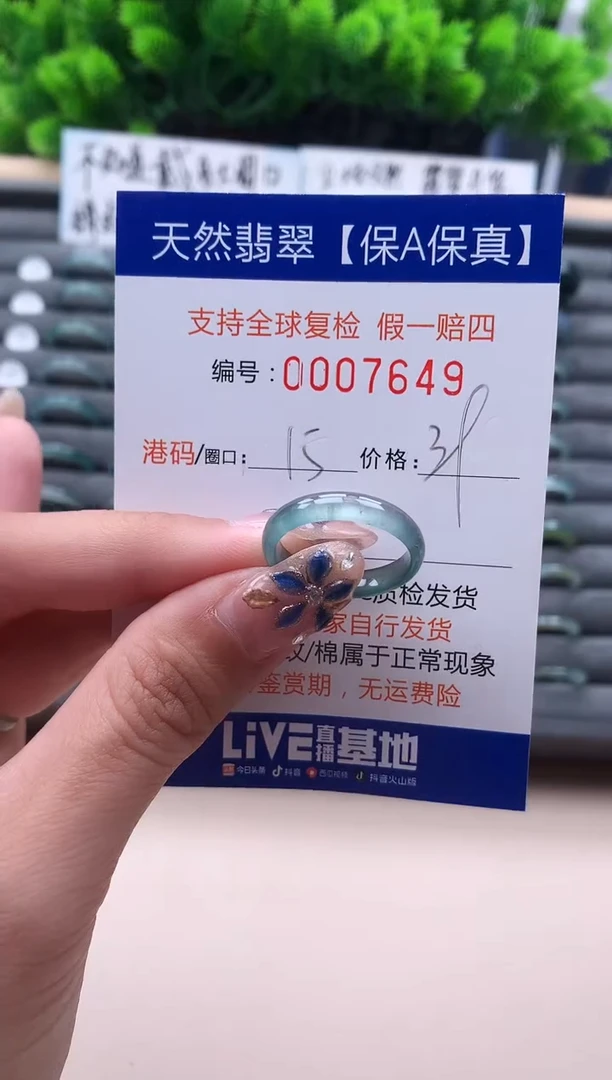 天然翡翠【保A保真】
支持全球复检 假一赔四
编号：0007649
港码/圈口：15 价格：
质检发货
家自行发货
纹/棉属于正常现象
鉴赏期，无运费险
LiVE直播基地
今日头条 抖音 西瓜视频 抖音火山版